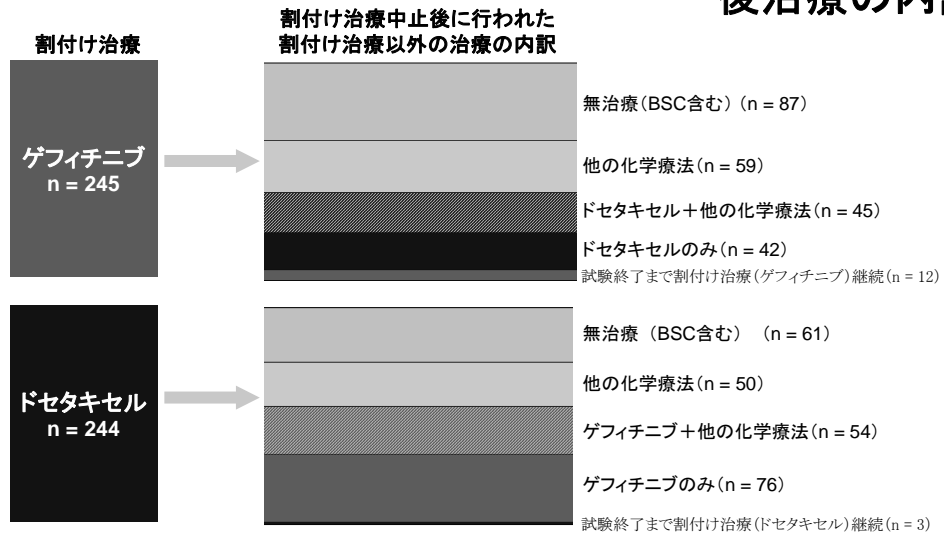 後治療の内
割付け治療
割付け治療中止後に行われた
割付け治療以外の治療の内訳
ゲフィチニブ
n = 245
無治療(BSC含む) (n = 87)
他の化学療法(n = 59)
ドセタキセル+他の化学療法(n = 45)
ドセタキセルのみ(n = 42)
試験終了まで割付け治療(ゲフィチニブ)継続(n = 12)
ドセタキセル
n = 244
無治療 (BSC含む) (n = 61)
他の化学療法(n = 50)
ゲフィチニブ+他の化学療法(n = 54)
ゲフィチニブのみ(n = 76)
試験終了まで割付け治療(ドセタキセル)継続(n = 3)